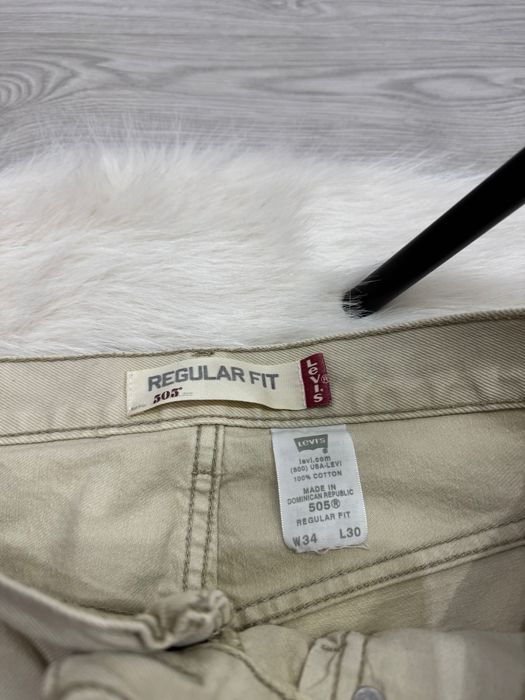 REGULAR FIT
505®
Levi's®
Levi's
levi.com
(800) USA-LEVI
100% COTTON
MADE IN
DOMINICAN REPUBLIC
505®
REGULAR FIT
W34 L30